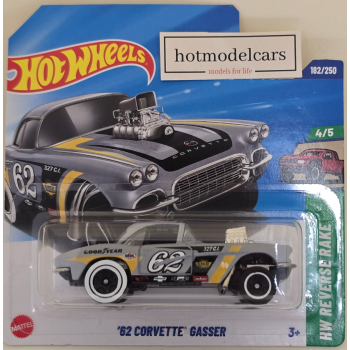 HOT WHEELS
hotmodelcars
models for life
182/250
4/5
327 C.I.
CORVETTE
62
GOODYEAR
327 C.I.
62
HW REVERSE RAKE
MATTEL
'62 CORVETTE GASSER
3+